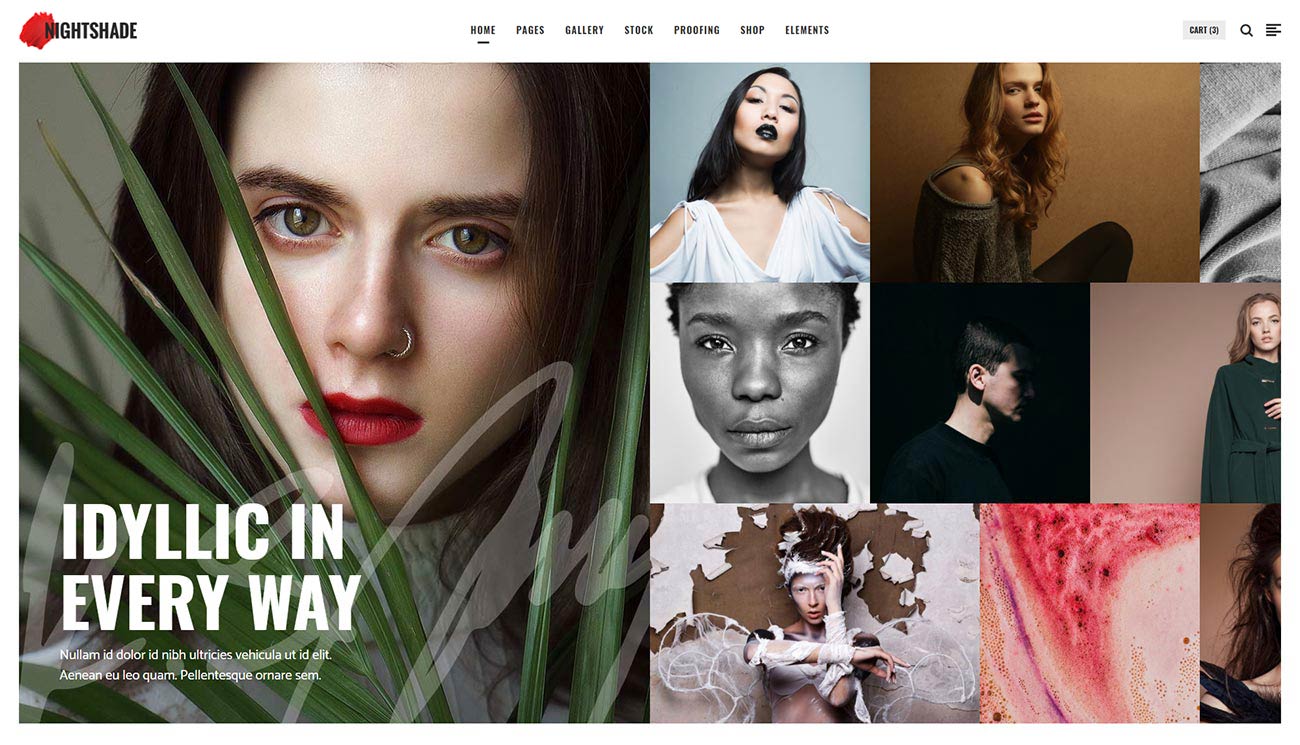 NIGHTSHADE
HOME PAGES GALLERY STOCK PROOFING SHOP ELEMENTS
CART (3)
IDYLLIC IN
EVERY WAY
Nullam id dolor id nibh ultricies vehicula ut id elit.
Aenean eu leo quam. Pellentesque ornare sem.